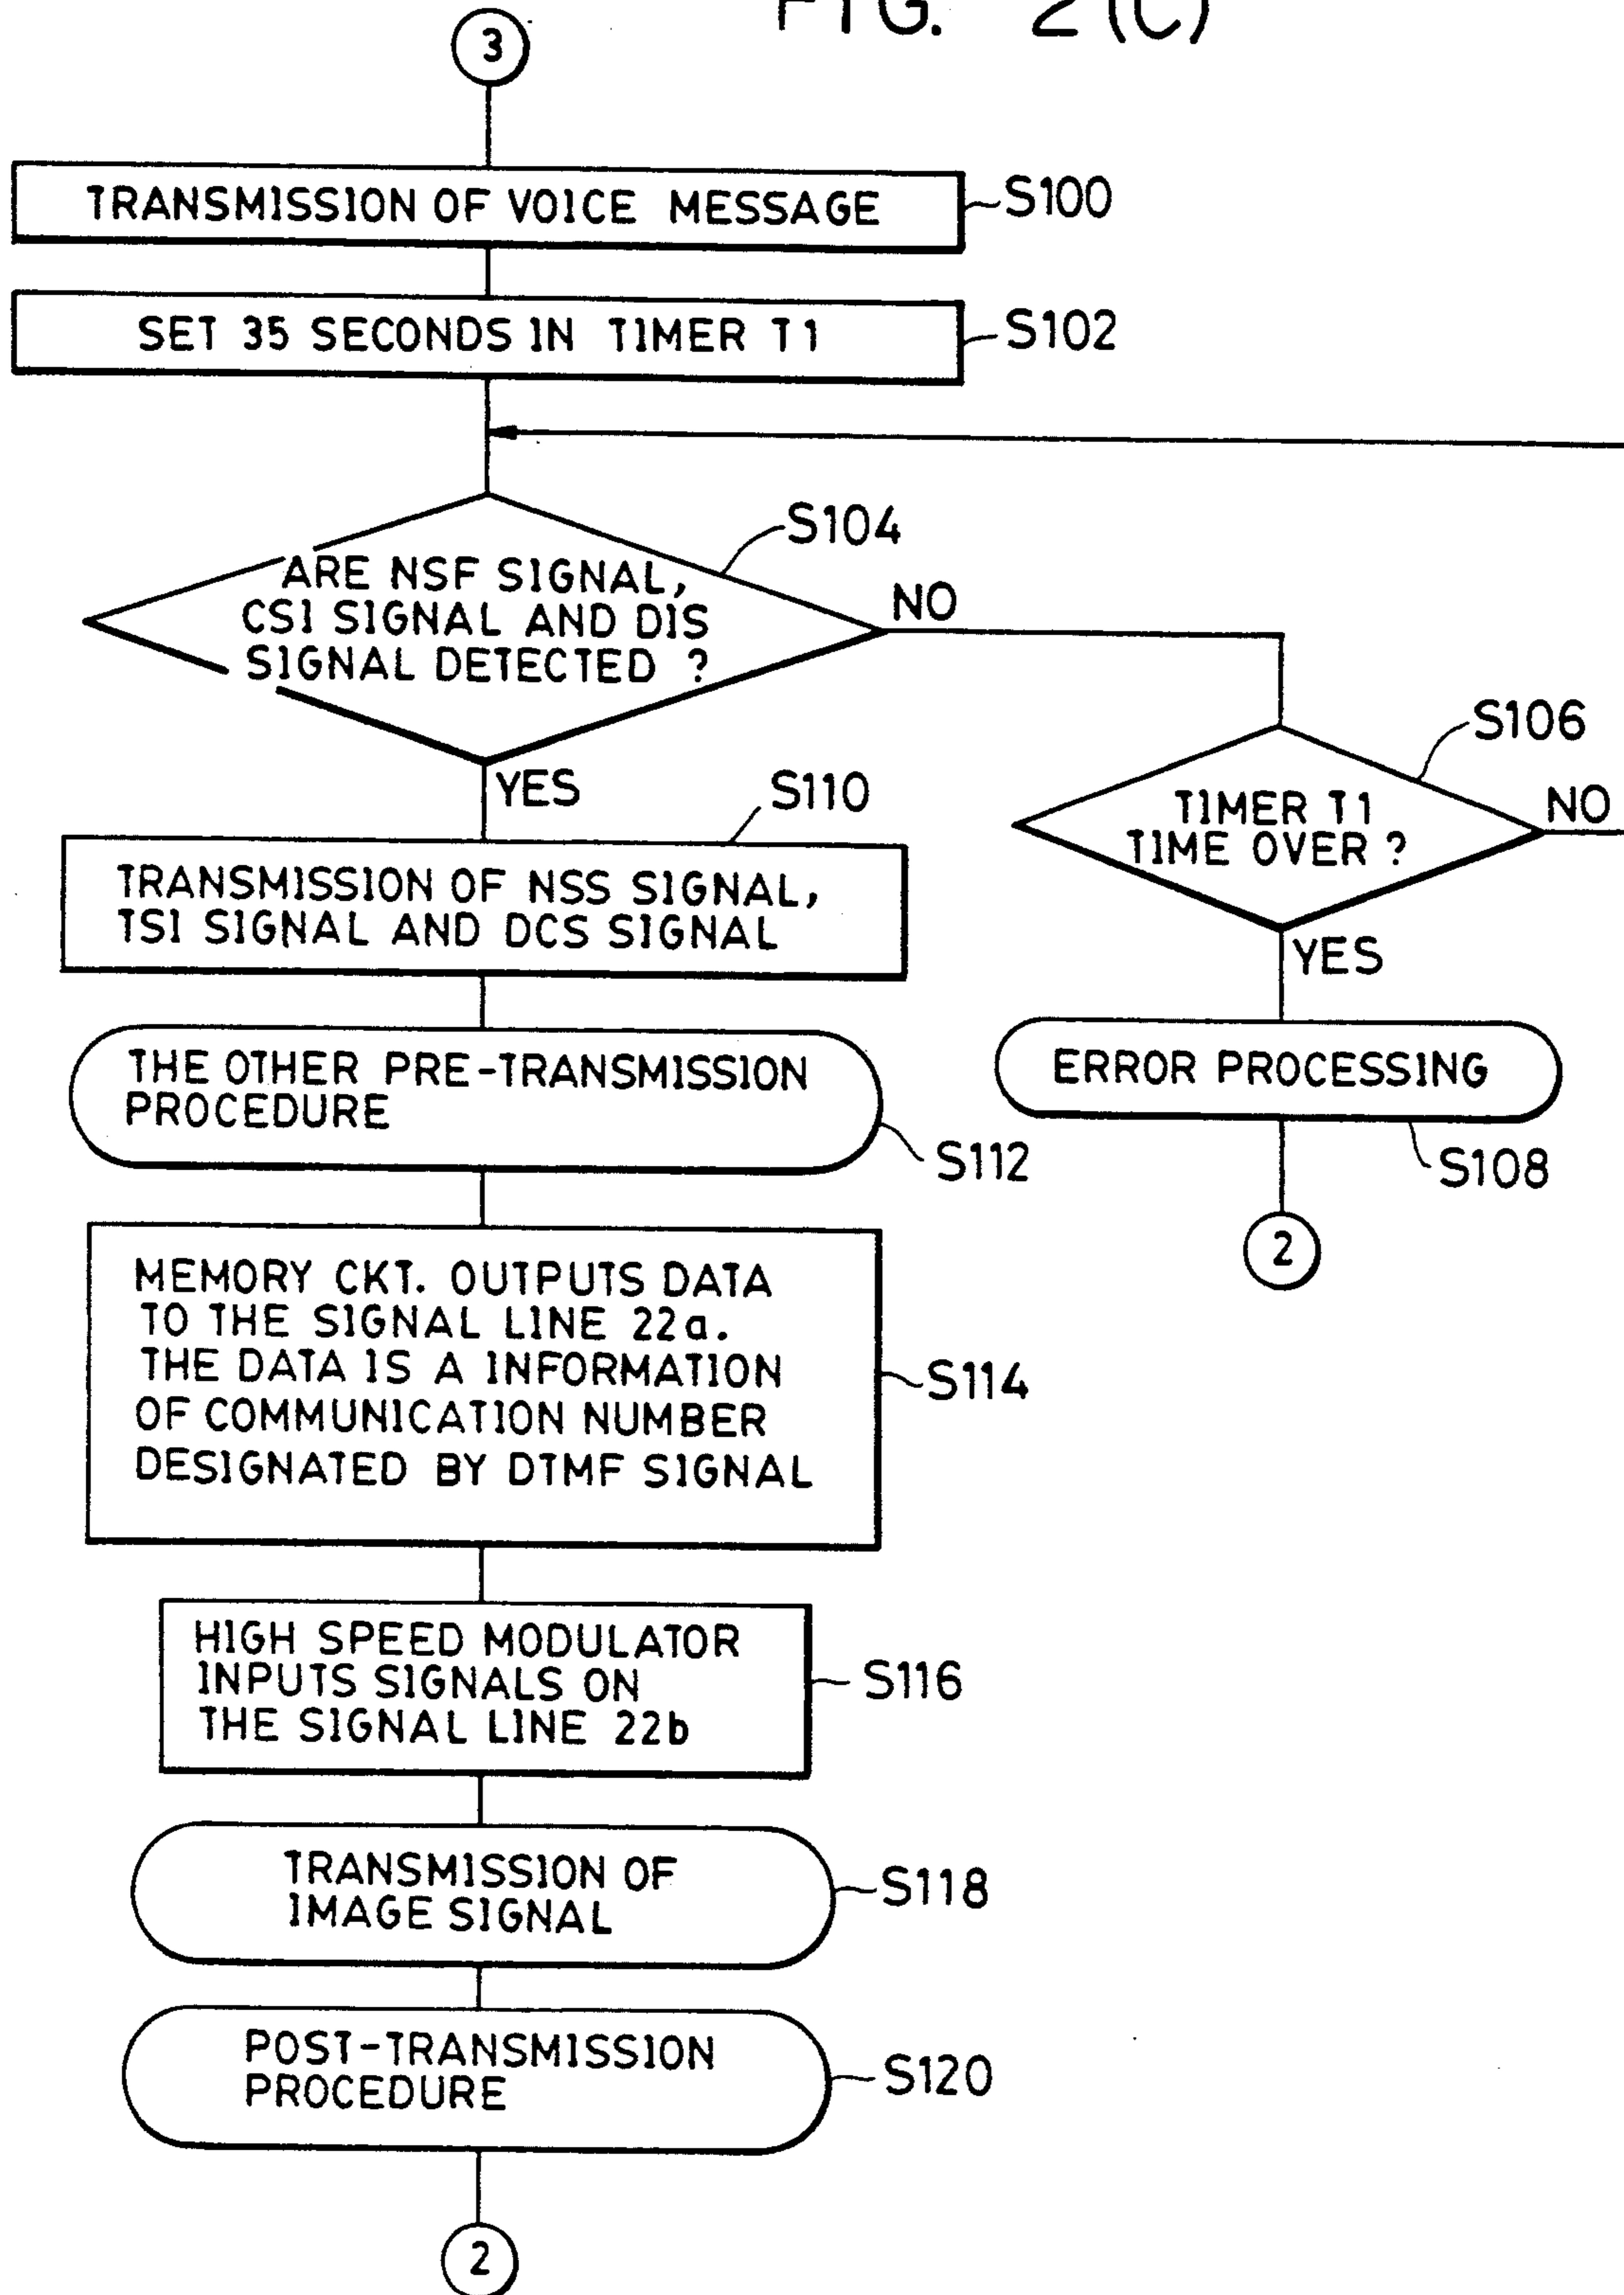 FIG. 2(C)
3
TRANSMISSION OF VOICE MESSAGE
S100
SET 35 SECONDS IN TIMER T1
S102
S104
ARE NSF SIGNAL,
CSI SIGNAL AND DIS
SIGNAL DETECTED ?
NO
YES
S106
TIMER T1
TIME OVER ?
NO
YES
ERROR PROCESSING
S108
2
S110
TRANSMISSION OF NSS SIGNAL,
TSI SIGNAL AND DCS SIGNAL
THE OTHER PRE-TRANSMISSION
PROCEDURE
S112
MEMORY CKT. OUTPUTS DATA
TO THE SIGNAL LINE 22a.
THE DATA IS A INFORMATION
OF COMMUNICATION NUMBER
DESIGNATED BY DTMF SIGNAL
S114
HIGH SPEED MODULATOR
INPUTS SIGNALS ON
THE SIGNAL LINE 22b
S116
TRANSMISSION OF
IMAGE SIGNAL
S118
POST-TRANSMISSION
PROCEDURE
S120
2